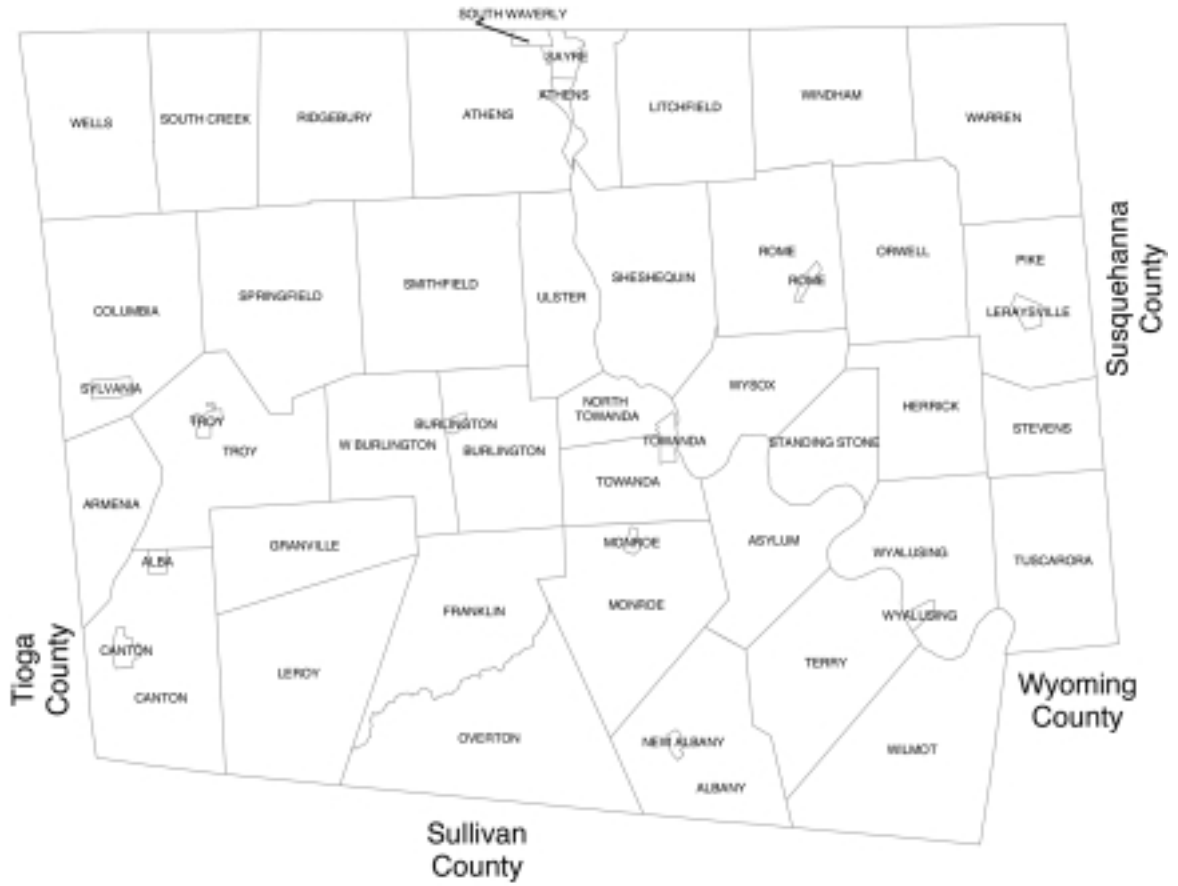 SOUTH WAVERLY
SAYRE
ATHENS
WELLS
SOUTH CREEK
RIDGEBURY
ATHENS
LITCHFIELD
WINDHAM
WARREN
COLUMBIA
SPRINGFIELD
SMITHFIELD
ULSTER
SHESHEQUIN
ROME
ROME
ORWELL
PIKE
LERAYSVILLE
Susquehanna
County
SYLVANIA
TROY
TROY
W BURLINGTON
BURLINGTON
BURLINGTON
NORTH
TOWANDA
TOWANDA
TOWANDA
WYSOX
STANDING STONE
HERRICK
STEVENS
ARMENIA
ALBA
GRANVILLE
MONROE
MONROE
ASYLUM
WYALUSING
WYALUSING
TUSCARORA
FRANKLIN
Tioga
County
CANTON
CANTON
LEROY
OVERTON
NEW ALBANY
ALBANY
TERRY
WILMOT
Wyoming
County
Sullivan
County